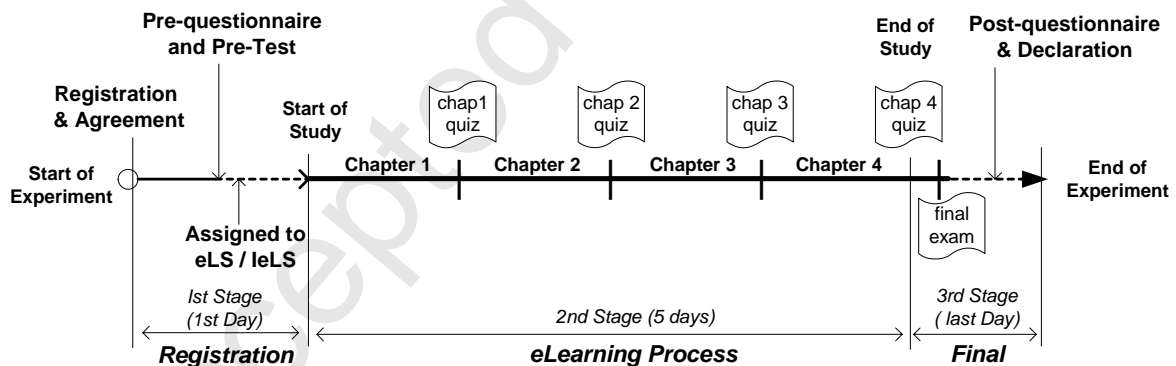 Pre-questionnaire
and Pre-Test
End of
Study
Post-questionnaire
& Declaration
Registration
& Agreement
Start of
Study
chap1
quiz
chap 2
quiz
chap 3
quiz
chap 4
quiz
Start of
Experiment
Chapter 1
Chapter 2
Chapter 3
Chapter 4
End of
Experiment
final
exam
Assigned to
eLS / IeLS
Ist Stage
(1st Day)
2nd Stage (5 days)
3rd Stage
( last Day)
Registration
eLearning Process
Final
cepted